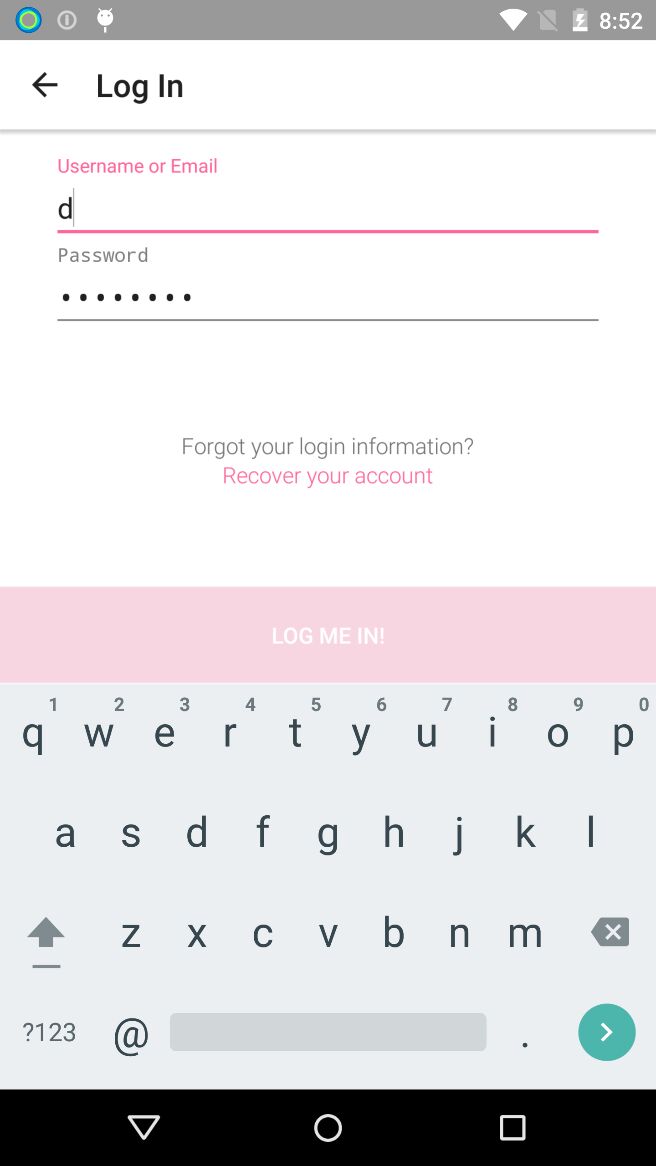 8:52
Log In
Username or Email
d
Password
••••••••
Forgot your login information?
Recover your account
LOG ME IN!
1 2 3 4 5 6 7 8 9 0
q w e r t y u i o p
a s d f g h j k l
z x c v b n m
?123 @ .